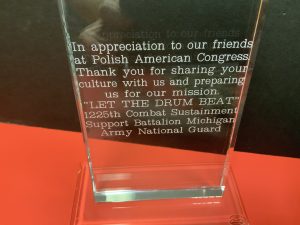 In appreciation to our friends
at Polish American Congress.
Thank you for sharing your
culture with us and preparing
us for our mission.
"LET THE DRUM BEAT"
1225th Combat Sustainment
Support Battalion Michigan
Army National Guard